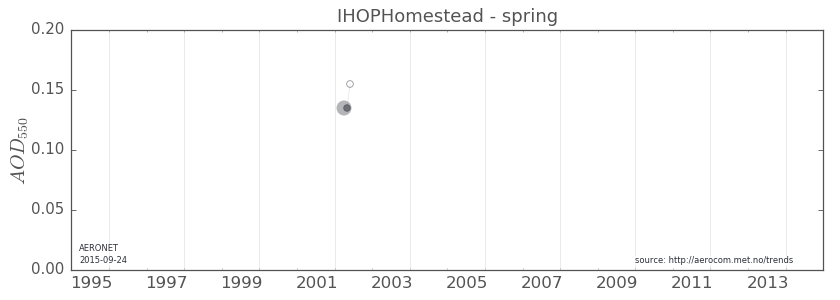 IHOPHomestead - spring
0.20
0.15
0.10
0.05
0.00
AOD550
AERONET
2015-09-24
source: http://aerocom.met.no/trends
1995 1997 1999 2001 2003 2005 2007 2009 2011 2013